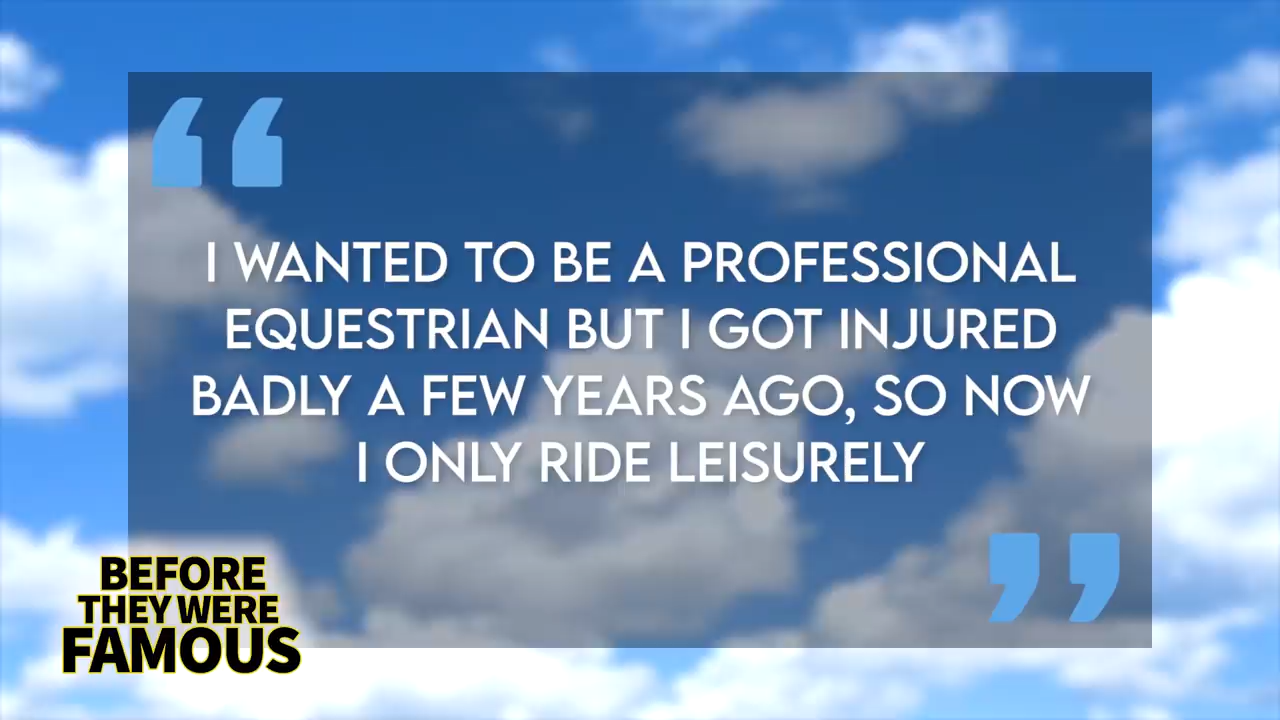 I WANTED TO BE A PROFESSIONAL
EQUESTRIAN BUT I GOT INJURED
BADLY A FEW YEARS AGO, SO NOW
I ONLY RIDE LEISURELY
BEFORE
THEY WERE
FAMOUS